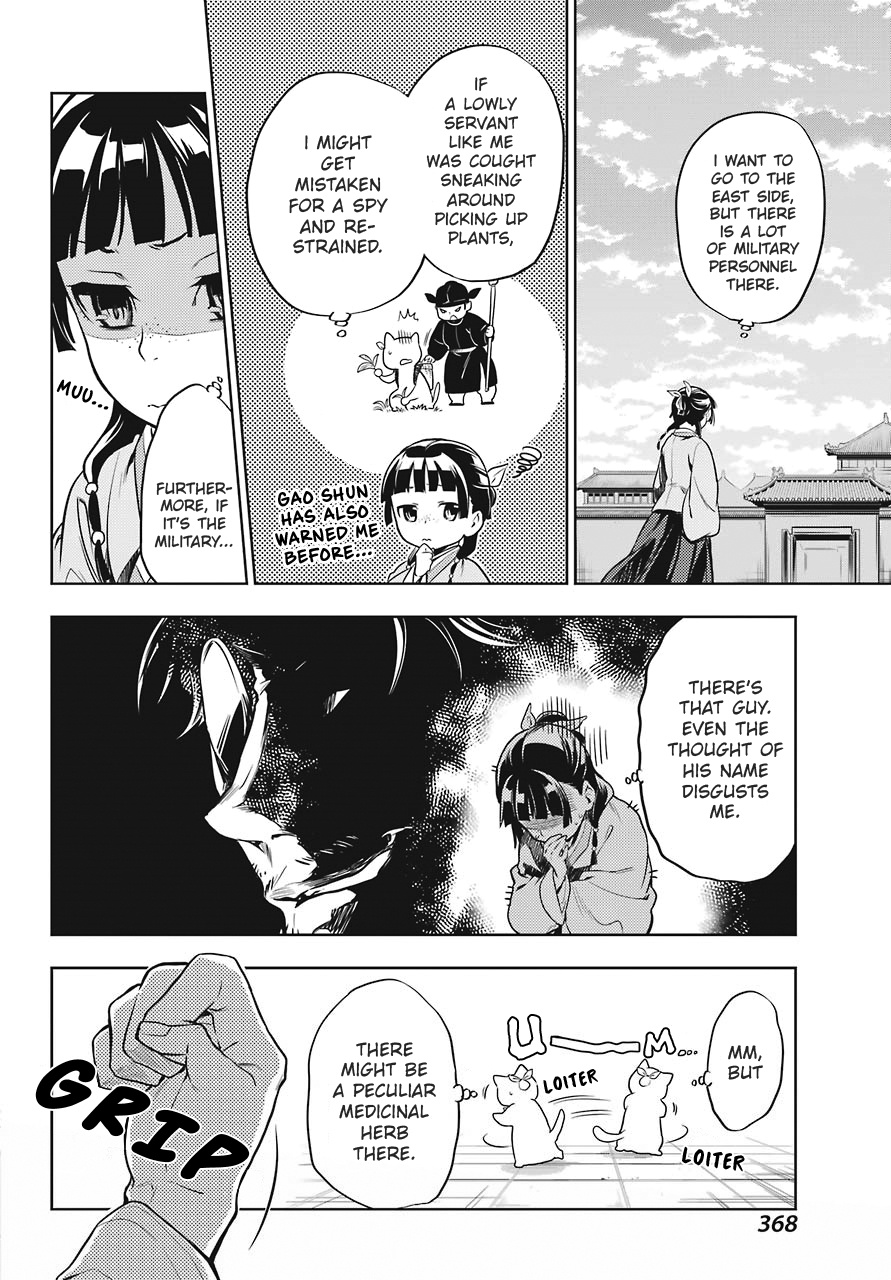 I WANT TO
GO TO THE
EAST SIDE,
BUT THERE
IS A LOT
OF MILITARY
PERSONNEL
THERE.
IF
A LOWLY
SERVANT
LIKE ME
WAS COUGHT
SNEAKING
AROUND
PICKING UP
PLANTS,
I MIGHT
GET
MISTAKEN
FOR A SPY
AND RE-
STRAINED.
GAO SHUN
HAS ALSO
WARNED ME
BEFORE...
MUU...
FURTHER-
MORE, IF
IT'S THE
MILITARY...
THERE'S
THAT GUY.
EVEN THE
THOUGHT OF
HIS NAME
DISGUSTS
ME.
MM,
BUT
U——M...
LOITER
LOITER
THERE
MIGHT BE
A PECULIAR
MEDICINAL
HERB
THERE.
GRIP
368